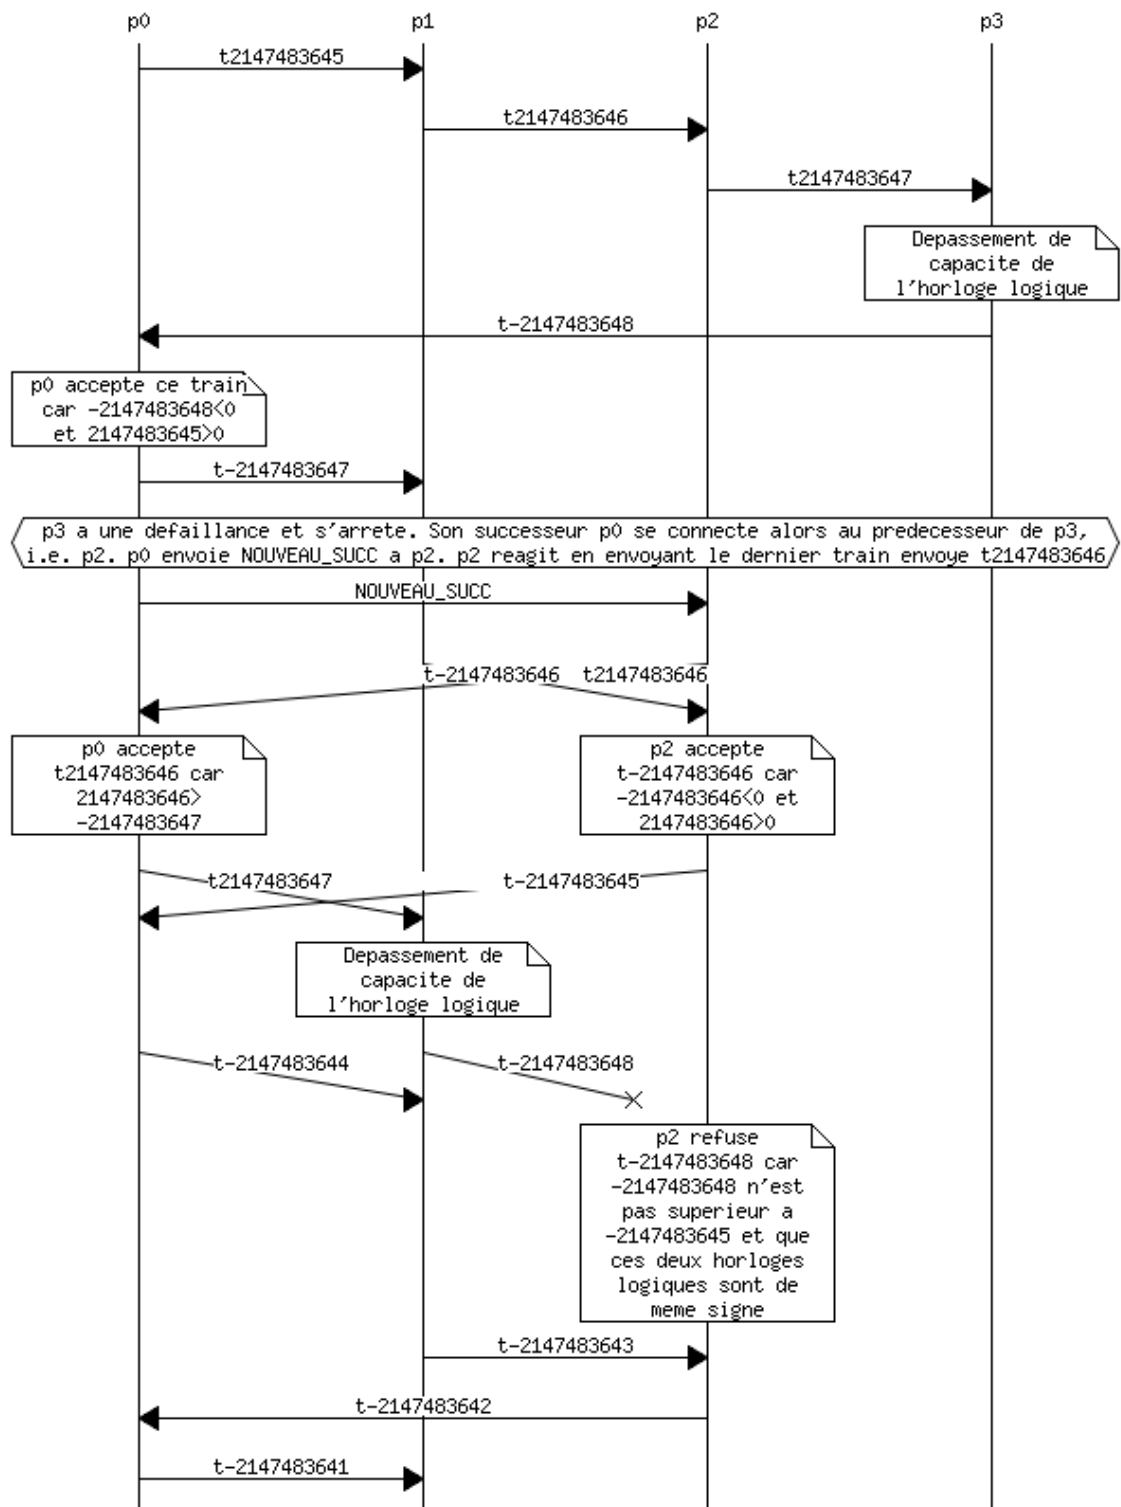 p0 p1 p2 p3
t2147483645
t2147483646
t2147483647
Depassement de
capacite de
l'horloge logique
t-2147483648
p0 accepte ce train
car -2147483648<0
et 2147483645>0
t-2147483647
p3 a une defaillance et s'arrete. Son successeur p0 se connecte alors au predecesseur de p3,
i.e. p2. p0 envoie NOUVEAU_SUCC a p2. p2 reagit en envoyant le dernier train envoye t2147483646
NOUVEAU_SUCC
t-2147483646 t2147483646
p0 accepte
t2147483646 car
2147483646>
-2147483647
p2 accepte
t-2147483646 car
-2147483646<0 et
2147483646>0
t2147483647 t-2147483645
Depassement de
capacite de
l'horloge logique
t-2147483644 t-2147483648
p2 refuse
t-2147483648 car
-2147483648 n'est
pas superieur a
-2147483645 et que
ces deux horloges
logiques sont de
meme signe
t-2147483643
t-2147483642
t-2147483641